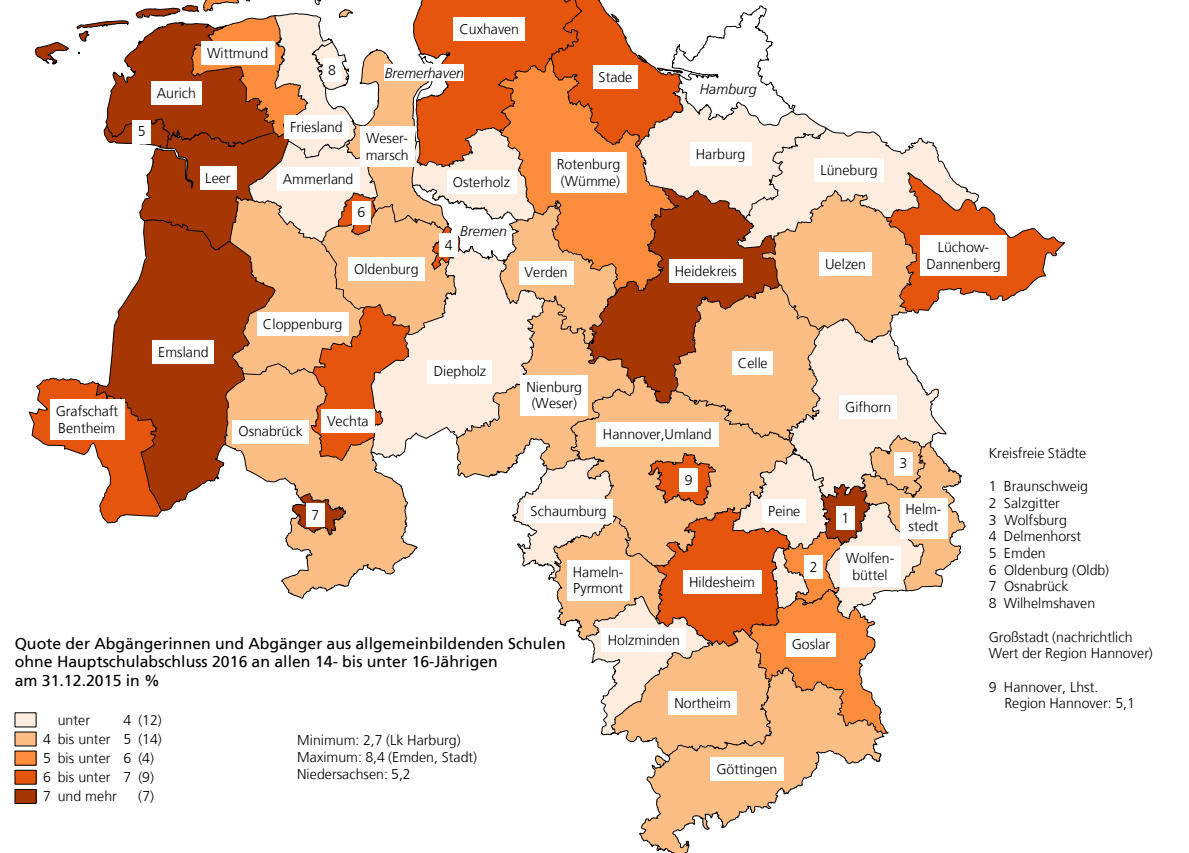 Cuxhaven
Wittmund
8
Bremerhaven
Stade
Aurich
Hamburg
5
Friesland
Weser-
marsch
Harburg
Rotenburg
(Wümme)
Lüneburg
Leer
Ammerland
Osterholz
6
Bremen
4
Lüchow-
Dannenberg
Oldenburg
Verden
Heidekreis
Uelzen
Cloppenburg
Emsland
Diepholz
Celle
Nienburg
(Weser)
Gifhorn
Grafschaft
Bentheim
Vechta
Osnabrück
Hannover,Umland
3
9
7
Schaumburg
Peine
1
Helm-
stedt
Wolfen-
büttel
2
Hameln-
Pyrmont
Hildesheim
Holzminden
Goslar
Northeim
Göttingen
Kreisfreie Städte
1 Braunschweig
2 Salzgitter
3 Wolfsburg
4 Delmenhorst
5 Emden
6 Oldenburg (Oldb)
7 Osnabrück
8 Wilhelmshaven
Großstadt (nachrichtlich
Wert der Region Hannover)
9 Hannover, Lhst.
Region Hannover: 5,1
Quote der Abgängerinnen und Abgänger aus allgemeinbildenden Schulen
ohne Hauptschulabschluss 2016 an allen 14- bis unter 16-Jährigen
am 31.12.2015 in %
unter 4 (12)
4 bis unter 5 (14)
5 bis unter 6 (4)
6 bis unter 7 (9)
7 und mehr (7)
Minimum: 2,7 (Lk Harburg)
Maximum: 8,4 (Emden, Stadt)
Niedersachsen: 5,2